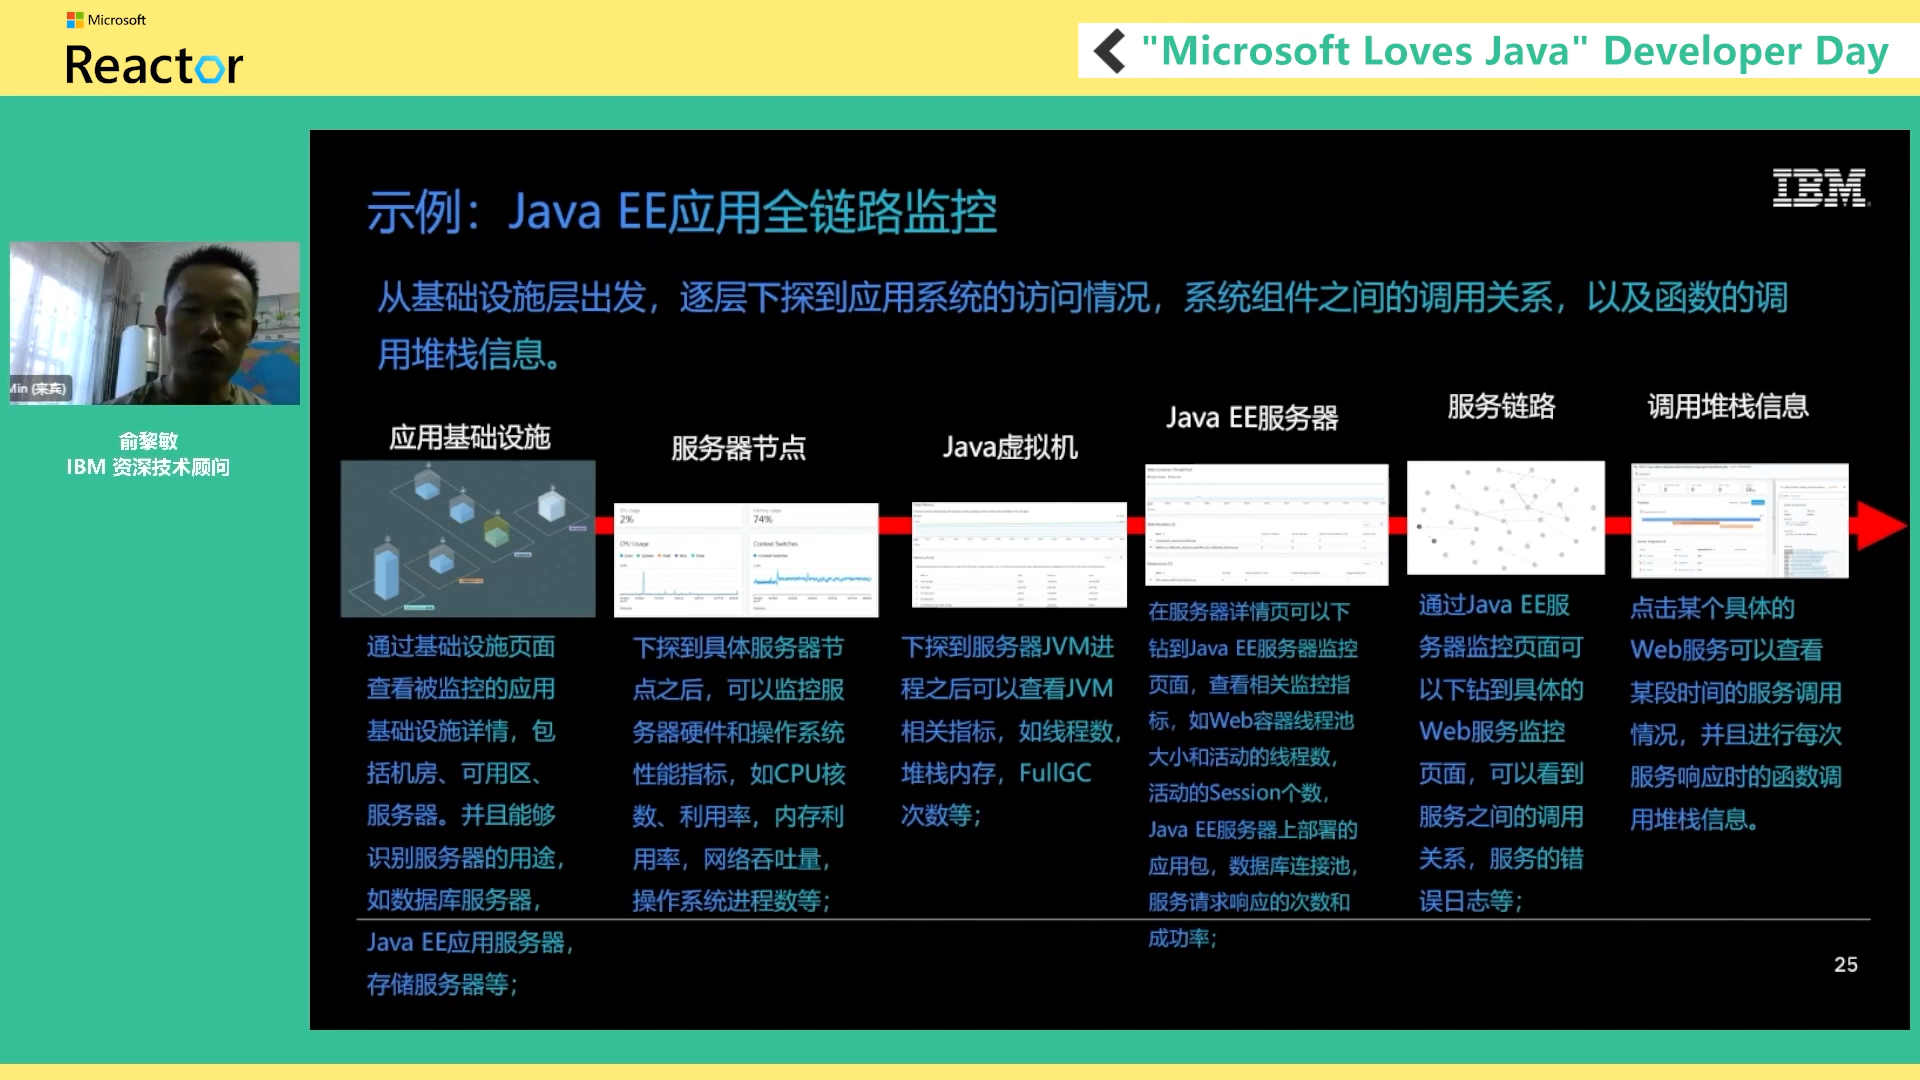 Microsoft
Reactor
"Microsoft Loves Java" Developer Day
IBM
示例：Java EE应用全链路监控
从基础设施层出发，逐层下探到应用系统的访问情况，系统组件之间的调用关系，以及函数的调
用堆栈信息。
Min (来宾)
俞黎敏
IBM 资深技术顾问
应用基础设施
通过基础设施页面
查看被监控的应用
基础设施详情，包
括机房、可用区、
服务器。并且能够
识别服务器的用途，
如数据库服务器，
Java EE应用服务器，
存储服务器等；
服务器节点
2%
74%
CPU Usage
Context Switches
下探到具体服务器节
点之后，可以监控服
务器硬件和操作系统
性能指标，如CPU核
数、利用率，内存利
用率，网络吞吐量，
操作系统进程数等；
Java虚拟机
下探到服务器JVM进
程之后可以查看JVM
相关指标，如线程数，
堆栈内存，FullGC
次数等；
Java EE服务器
在服务器详情页可以下
钻到Java EE服务器监控
页面，查看相关监控指
标，如Web容器线程池
大小和活动的线程数，
活动的Session个数，
Java EE服务器上部署的
应用包，数据库连接池，
服务请求响应的次数和
成功率；
服务链路
通过Java EE服
务器监控页面可
以下钻到具体的
Web服务监控
页面，可以看到
服务之间的调用
关系，服务的错
误日志等；
调用堆栈信息
点击某个具体的
Web服务可以查看
某段时间的服务调用
情况，并且进行每次
服务响应时的函数调
用堆栈信息。
25